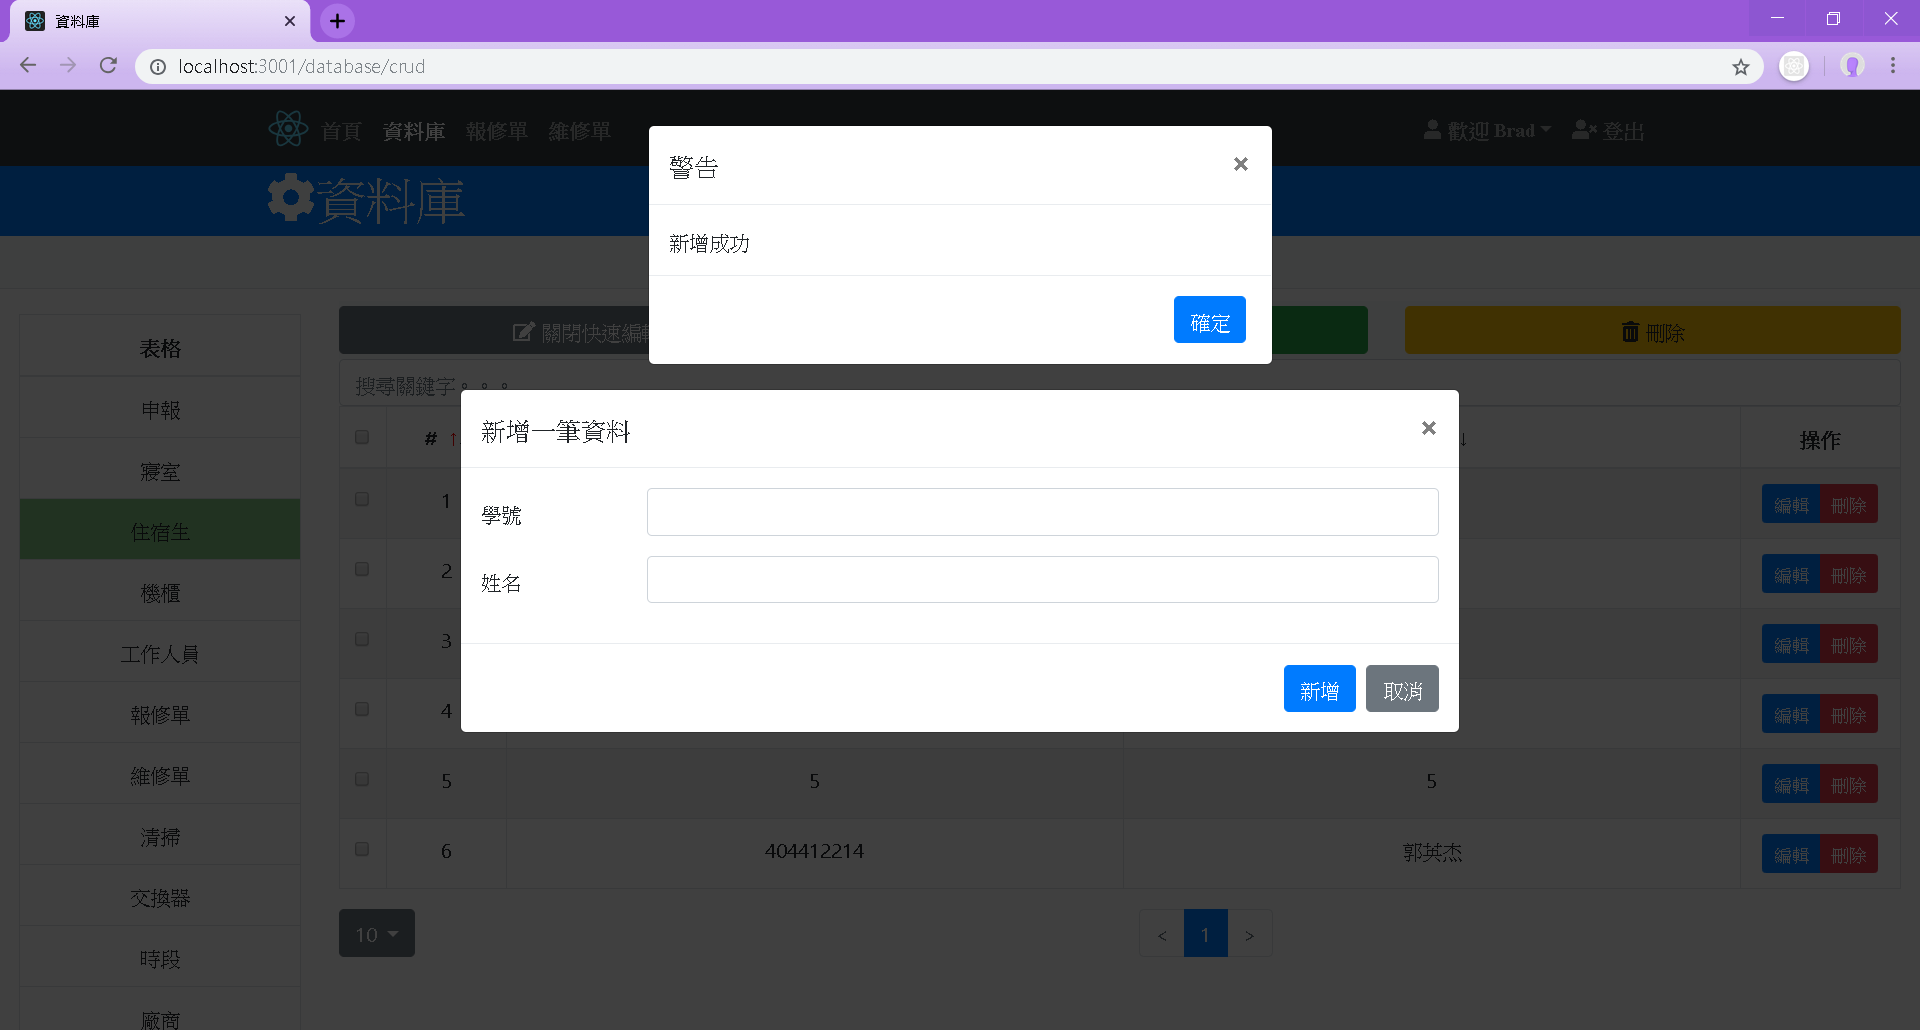 資料庫
localhost:3001/database/crud
首頁 資料庫 報修單 維修單
歡迎 Brad 登出
資料庫
警告 ×
新增成功
確定
關閉快速編輯
刪除
搜尋關鍵字。。。
新增一筆資料 ×
學號
姓名
新增 取消
表格
申報
寢室
住宿生
機櫃
工作人員
報修單
維修單
清掃
交換器
時段
廠商
# ↑ ↓ 操作
1 編輯 刪除
2 編輯 刪除
3 編輯 刪除
4 編輯 刪除
5 5 5 編輯 刪除
6 404412214 郭英杰 編輯 刪除
10 < 1 >